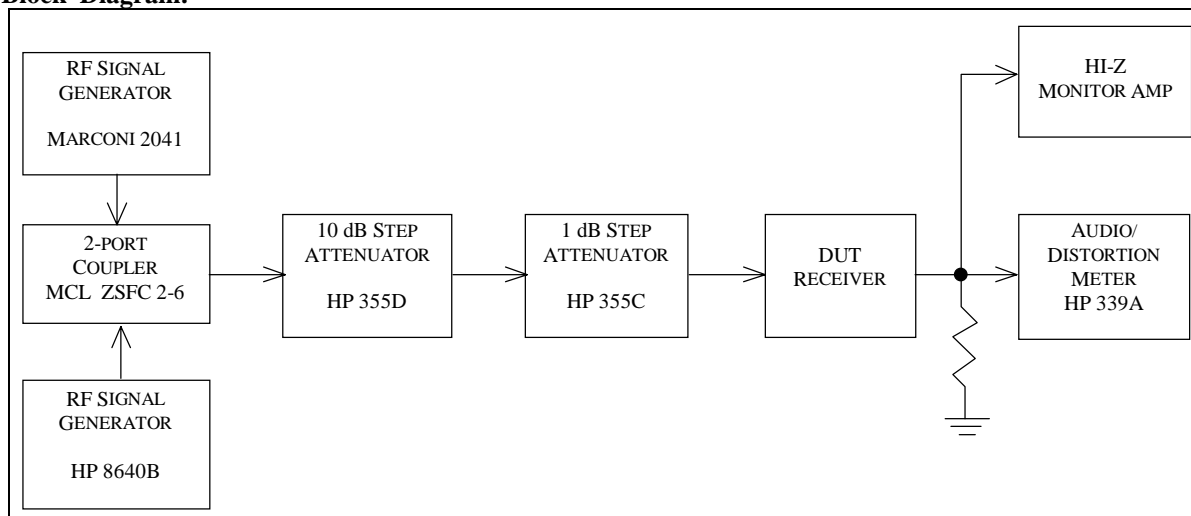 Block Diagram:
RF SIGNAL
GENERATOR
MARCONI 2041
2-PORT
COUPLER
MCL ZSFC 2-6
RF SIGNAL
GENERATOR
HP 8640B
10 dB STEP
ATTENUATOR
HP 355D
1 dB STEP
ATTENUATOR
HP 355C
DUT
RECEIVER
HI-Z
MONITOR AMP
AUDIO/
DISTORTION
METER
HP 339A